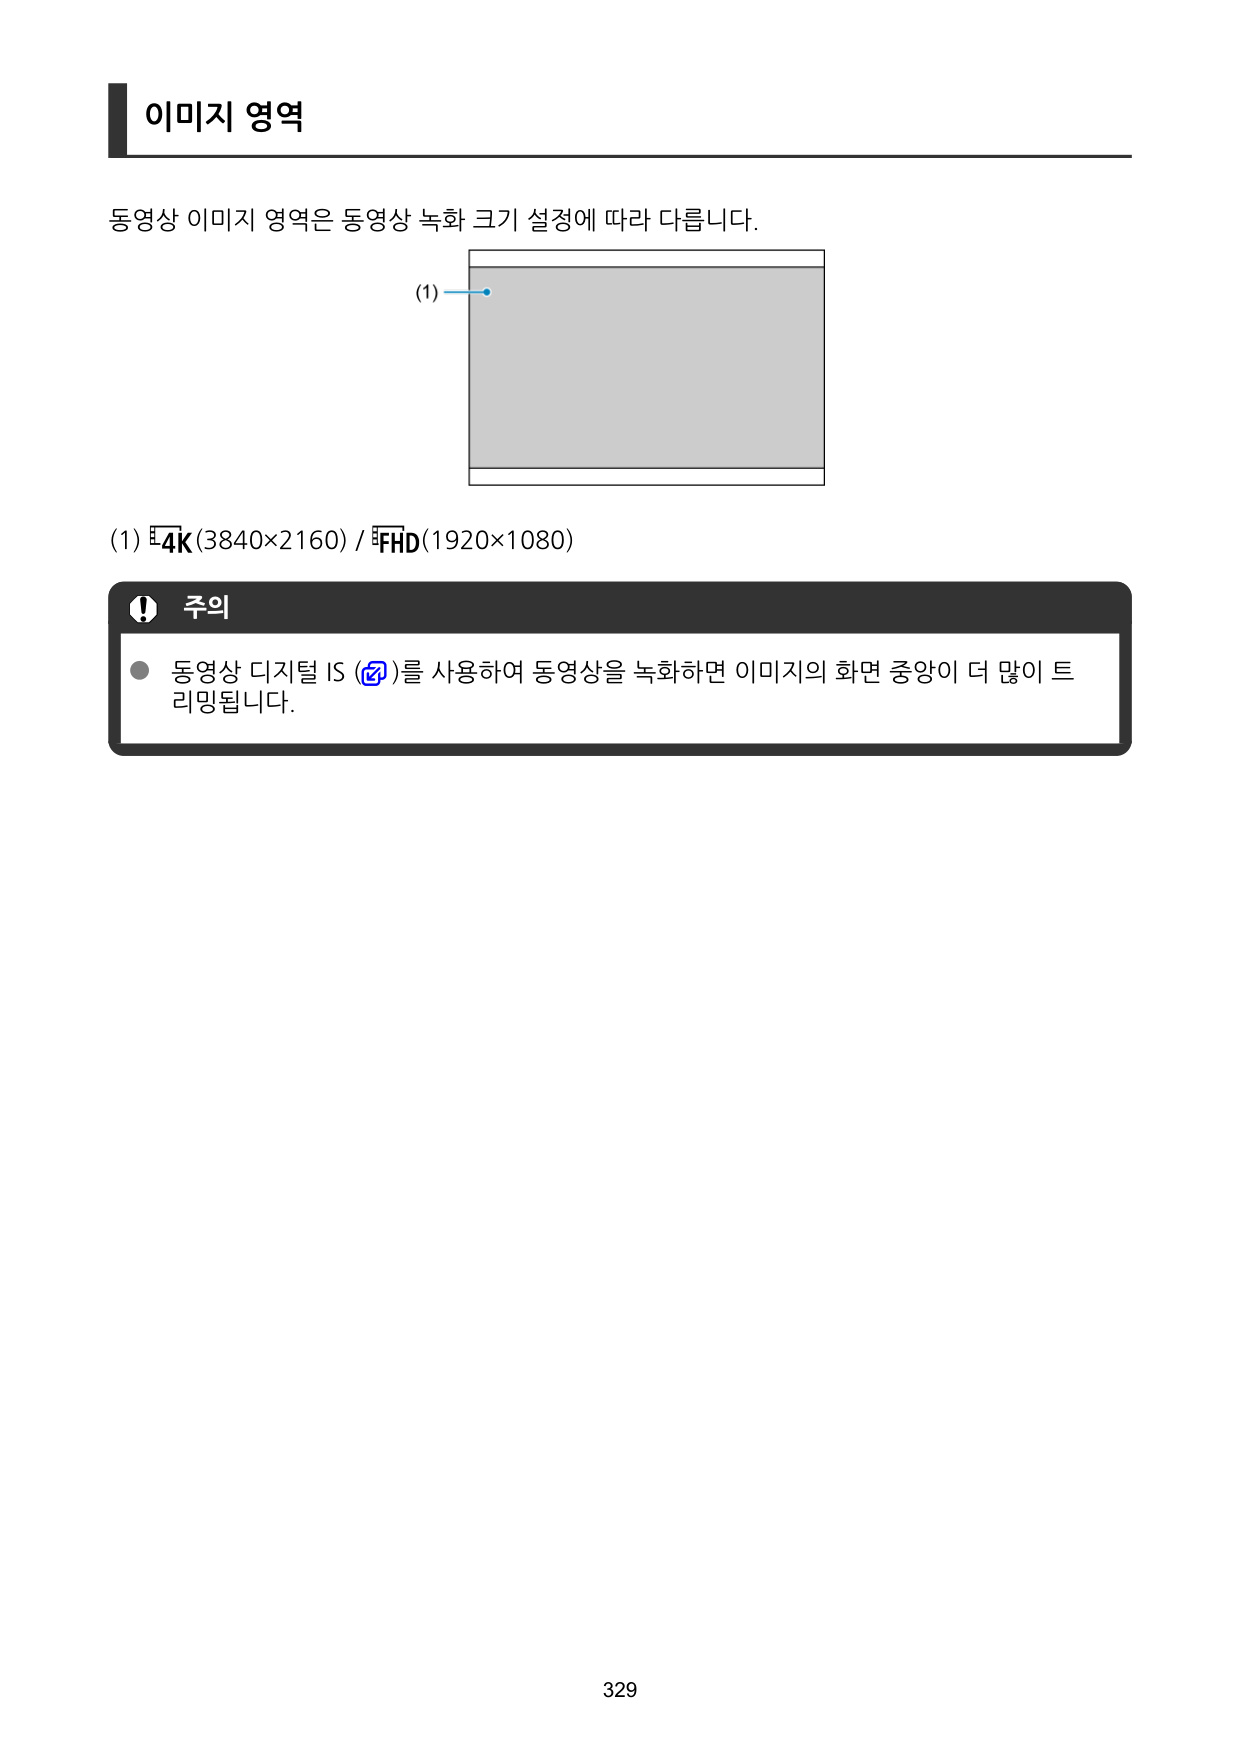 이미지 영역
동영상 이미지 영역은 동영상 녹화 크기 설정에 따라 다릅니다.
(1)
(1) 4K(3840×2160) / FHD(1920×1080)
주의
동영상 디지털 IS ( )를 사용하여 동영상을 녹화하면 이미지의 화면 중앙이 더 많이 트
리밍됩니다.
329